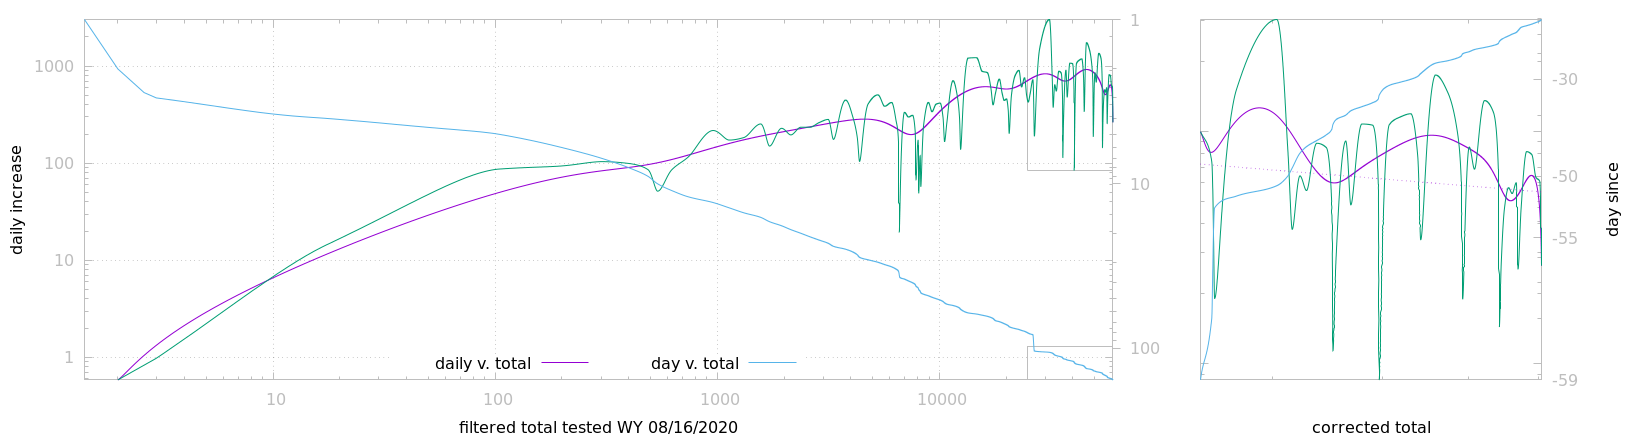 daily increase
1000
100
10
1
daily v. total
day v. total
10
100
1000
10000
filtered total tested WY 08/16/2020
1
10
100
-30
-50
-55
-59
day since
corrected total